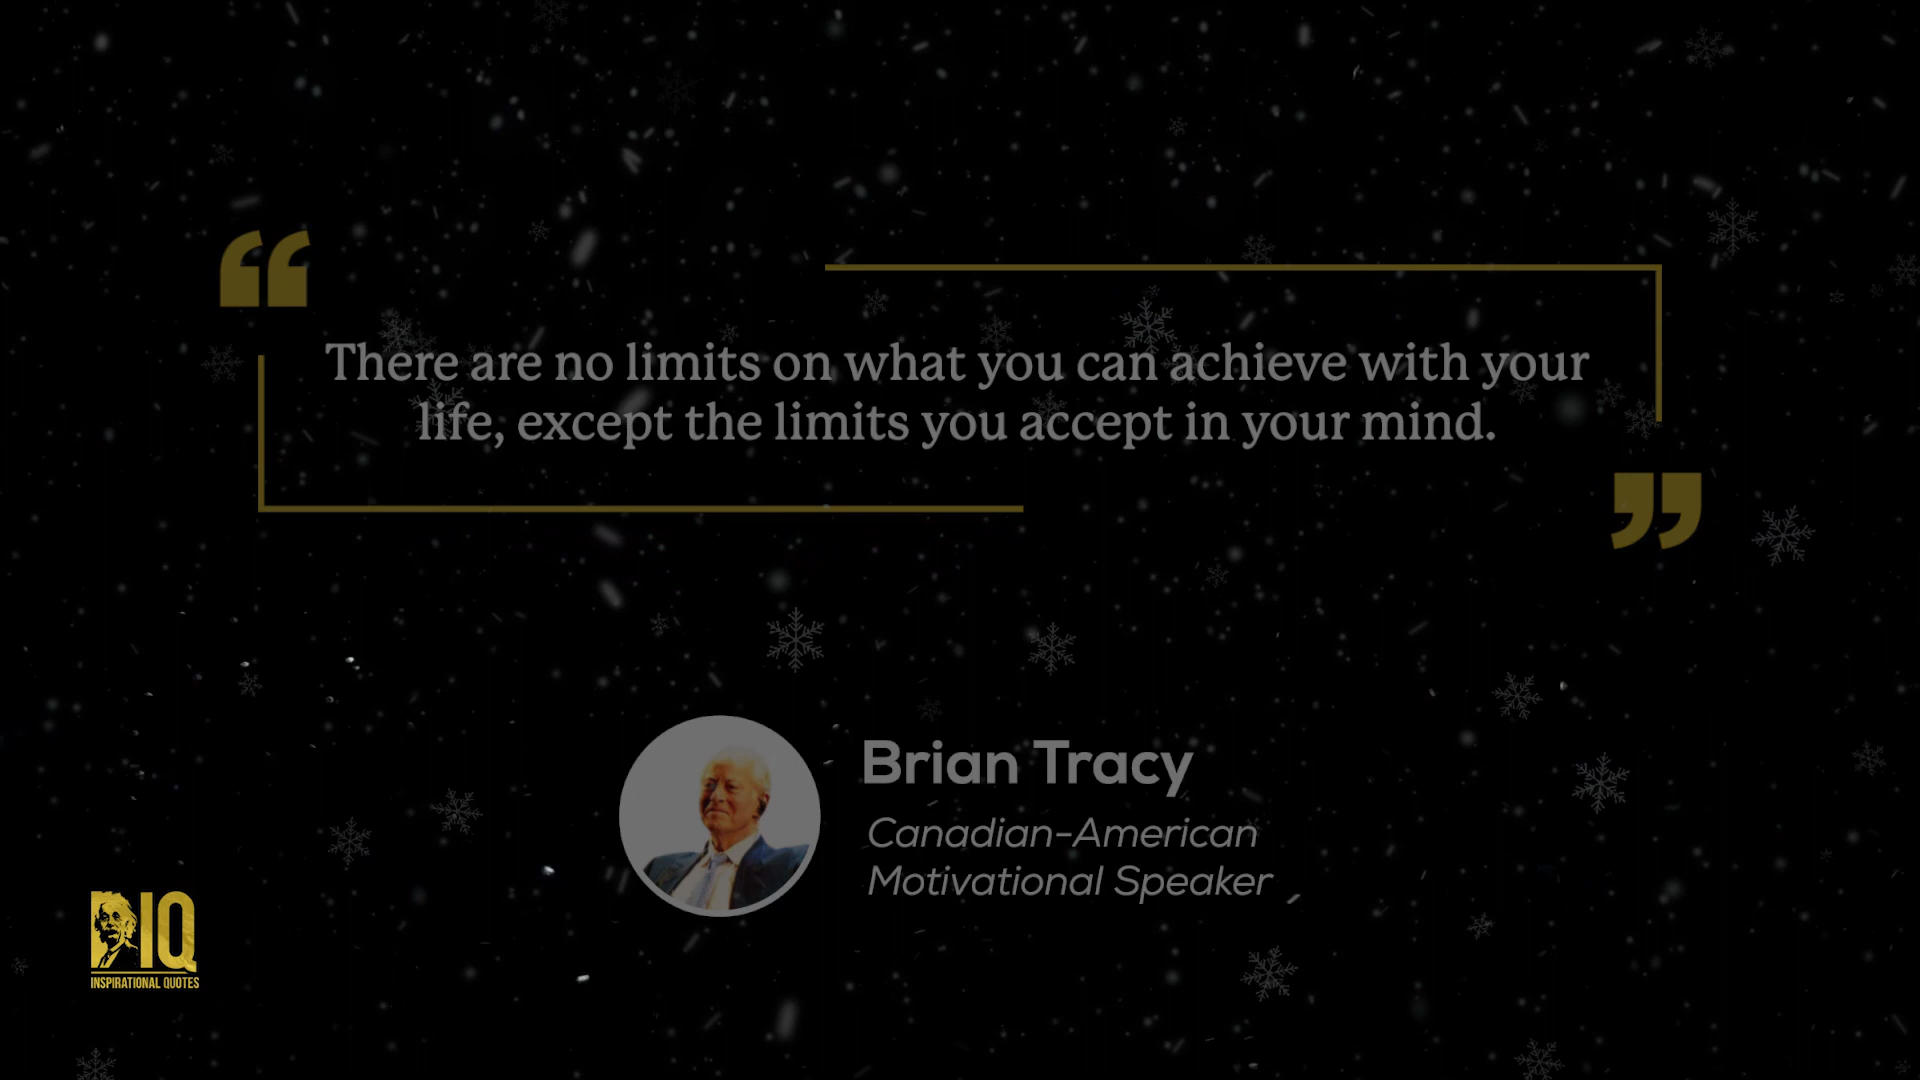 There are no limits on what you can achieve with your
life, except the limits you accept in your mind.
Brian Tracy
Canadian-American
Motivational Speaker
IQ
INSPIRATIONAL QUOTES